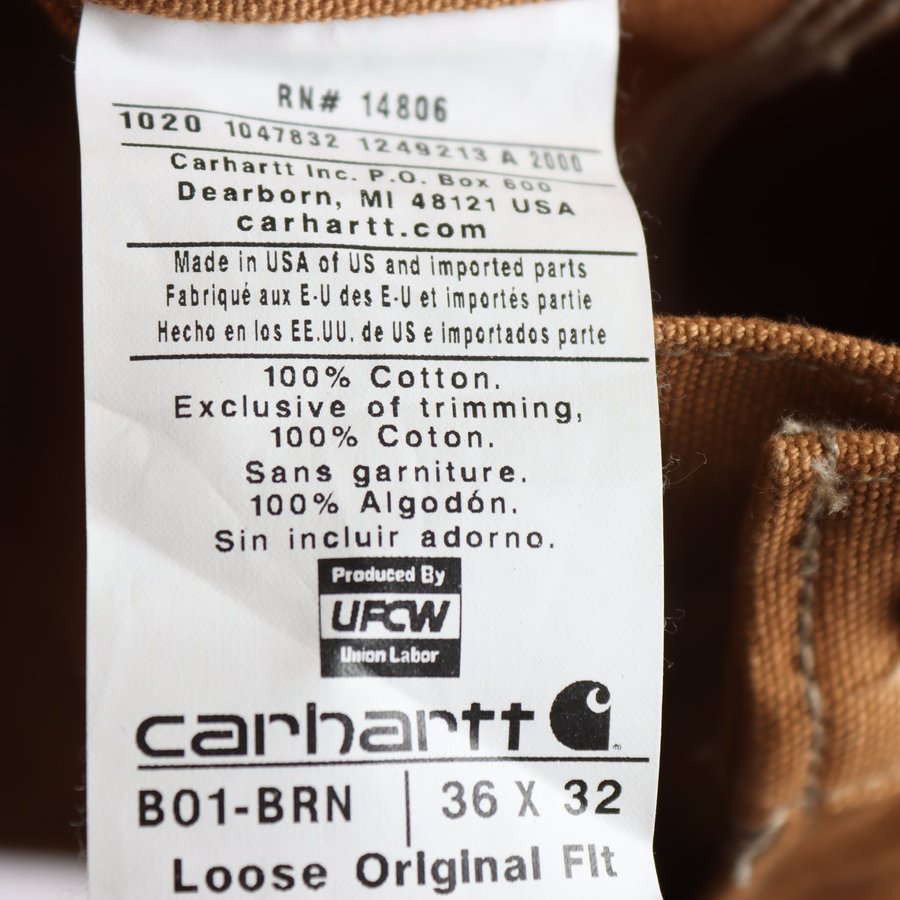 RN# 14806
1020 1047832 1249213 A 2000
Carhartt Inc. P.O. Box 600
Dearborn, MI 48121 USA
carhartt.com
Made in USA of US and imported parts
Fabriqué aux E-U des E-U et importés partie
Hecho en los EE.UU. de US e importados parte
100% Cotton.
Exclusive of trimming,
100% Coton.
Sans garniture.
100% Algodón.
Sin incluir adorno.
Produced By
UFCW
Union Labor
carhartt
B01-BRN 36 X 32
Loose Original Fit